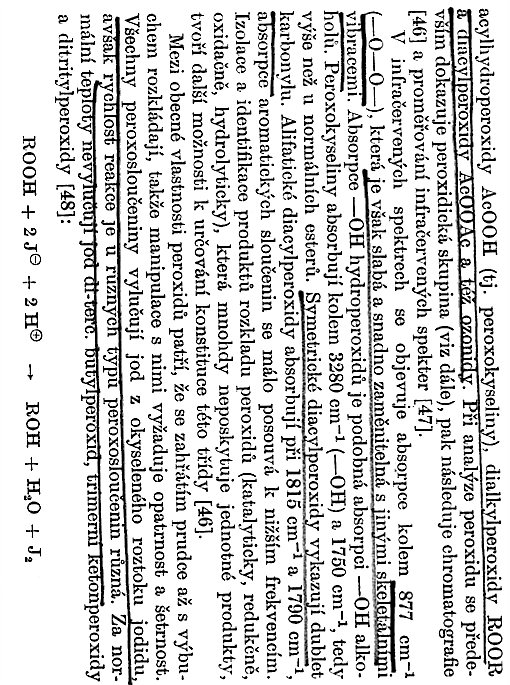 acylhydroperoxidy AcOOH (tj. peroxokyseliny), dialkylperoxidy ROOR
a diacylperoxidy AcOOAc a též ozonidy. Při analýze peroxidu se přede-
vším dokazuje peroxidická skupina (viz dále), pak následuje chromatografie
[46] a proměřování infračervených spekter [47].
V infračervených spektrech se objevuje absorpce kolem 877 cm⁻¹
(—O—O—), která je však slabá a snadno zaměnitelná s jinými skeletálními
vibracemi. Absorpce —OH hydroperoxidů je podobná absorpci —OH alko-
holů. Peroxokyseliny absorbují kolem 3280 cm⁻¹ (—OH) a 1750 cm⁻¹, tedy
výše než u normálních esterů. Symetrické diacylperoxidy vykazují dublet
karbonylu. Alifatické diacylperoxidy absorbují při 1815 cm⁻¹ a 1790 cm⁻¹,
absorpce aromatických sloučenin se málo posouvá k nižším frekvencím.
Izolace a identifikace produktů rozkladu peroxidů (katalyticky, redukčně,
oxidačně, hydrolyticky), která mnohdy neposkytuje jednotné produkty,
tvoří další možnosti k určování konstituce této třídy [46].
Mezi obecné vlastnosti peroxidů patří, že se zahřátím prudce až s výbu-
chem rozkládají, takže manipulace s nimi vyžaduje opatrnost a šetrnost.
Všechny peroxosloučeniny vylučují jod z okyseleného roztoku jodidu,
avšak rychlost reakce je u různých typů peroxosloučenin různá. Za nor-
mální teploty nevylučují jod di-terc. butylperoxid, trimerní ketonperoxidy
a ditritylperoxidy [48]:
ROOH + 2 J⊖ + 2 H⊕ → ROH + H₂O + J₂